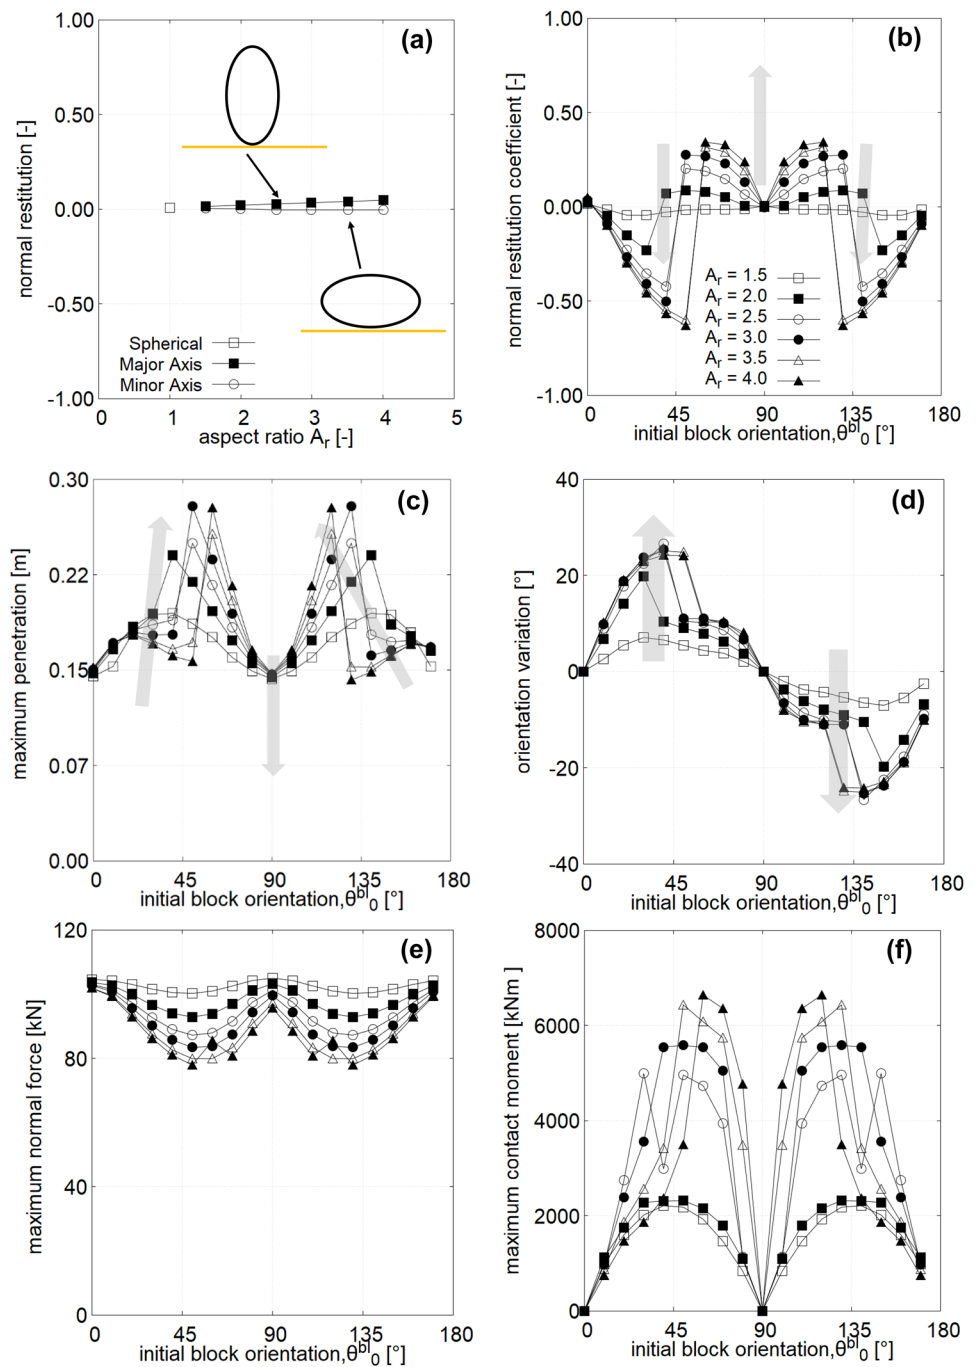 (a)
normal restitution [-]
1.00
0.50
0.00
-0.50
-1.00
Spherical
Major Axis
Minor Axis
0 1 2 3 4 5
aspect ratio Ar [-]
(b)
normal restitution coefficient [-]
1.00
0.50
0.00
-0.50
-1.00
Ar = 1.5
Ar = 2.0
Ar = 2.5
Ar = 3.0
Ar = 3.5
Ar = 4.0
0 45 90 135 180
initial block orientation,θbl0 [°]
(c)
maximum penetration [m]
0.30
0.22
0.15
0.07
0.00
0 45 90 135 180
initial block orientation,θbl0 [°]
(d)
orientation variation [°]
40
20
0
-20
-40
0 45 90 135 180
initial block orientation,θbl0 [°]
(e)
maximum normal force [kN]
120
80
40
0
0 45 90 135 180
initial block orientation,θbl0 [°]
(f)
maximum contact moment [kNm ]
8000
6000
4000
2000
0
0 45 90 135 180
initial block orientation,θbl0 [°]